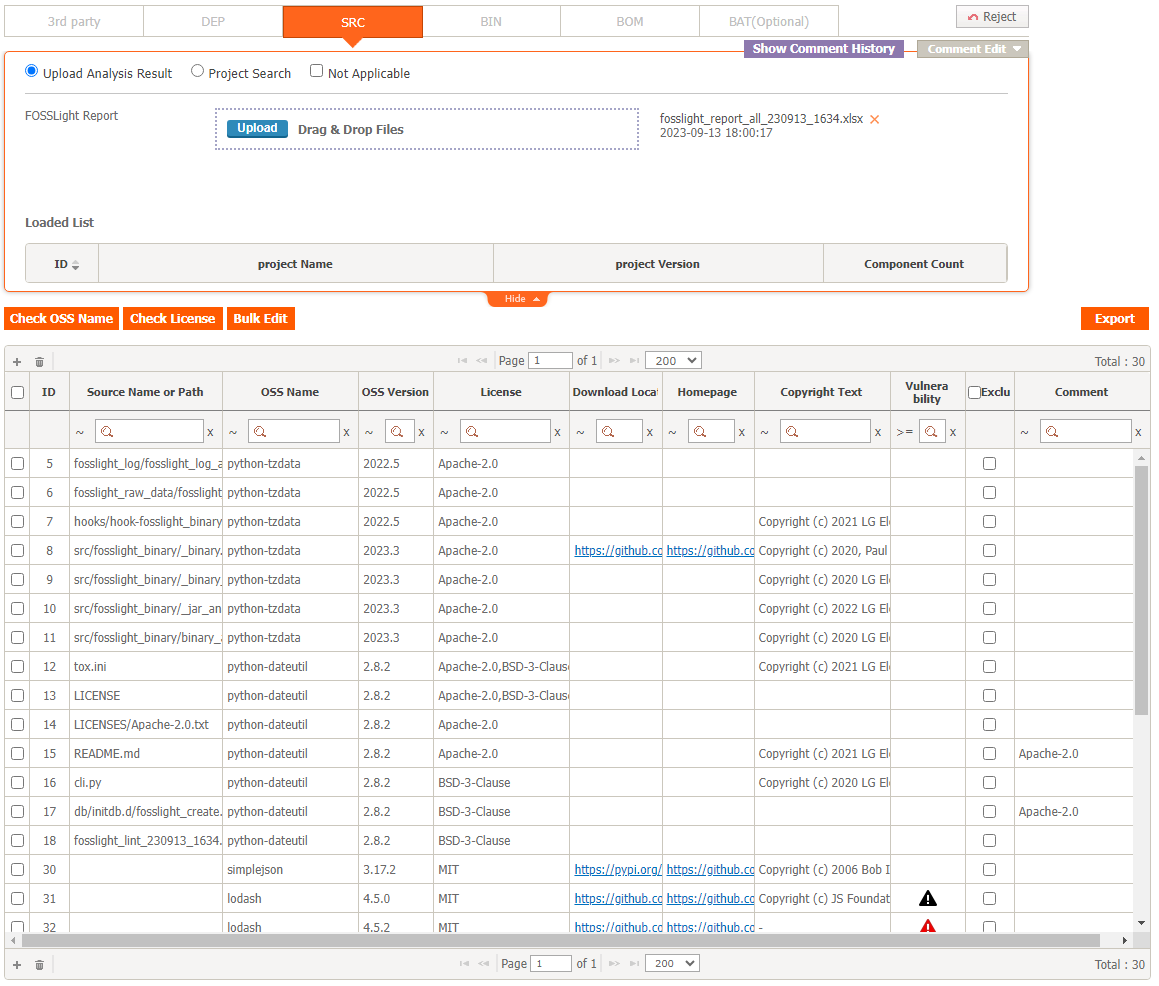 3rd party DEP SRC BIN BOM BAT(Optional) Reject
Show Comment History Comment Edit
Upload Analysis Result Project Search Not Applicable
FOSSLight Report Upload Drag & Drop Files fosslight_report_all_230913_1634.xlsx
2023-09-13 18:00:17
Loaded List
ID project Name project Version Component Count
Hide
Check OSS Name Check License Bulk Edit Export
Page 1 of 1 200 Total : 30
ID Source Name or Path OSS Name OSS Version License Download Locat Homepage Copyright Text Vulnera bility Exclu Comment
~ x ~ x ~ x ~ x ~ x ~ x ~ x >= x ~ x
5 fosslight_log/fosslight_log_a python-tzdata 2022.5 Apache-2.0
6 fosslight_raw_data/fosslight python-tzdata 2022.5 Apache-2.0
7 hooks/hook-fosslight_binary python-tzdata 2022.5 Apache-2.0 Copyright (c) 2021 LG Ele
8 src/fosslight_binary/_binary. python-tzdata 2023.3 Apache-2.0 https://github.co https://github.co Copyright (c) 2020, Paul
9 src/fosslight_binary/_binary_ python-tzdata 2023.3 Apache-2.0 Copyright (c) 2020 LG Ele
10 src/fosslight_binary/_jar_an python-tzdata 2023.3 Apache-2.0 Copyright (c) 2022 LG Ele
11 src/fosslight_binary/binary_a python-tzdata 2023.3 Apache-2.0 Copyright (c) 2020 LG Ele
12 tox.ini python-dateutil 2.8.2 Apache-2.0,BSD-3-Clause Copyright (c) 2021 LG Ele
13 LICENSE python-dateutil 2.8.2 Apache-2.0,BSD-3-Clause
14 LICENSES/Apache-2.0.txt python-dateutil 2.8.2 Apache-2.0
15 README.md python-dateutil 2.8.2 Apache-2.0 Copyright (c) 2021 LG Ele Apache-2.0
16 cli.py python-dateutil 2.8.2 BSD-3-Clause Copyright (c) 2020 LG Ele
17 db/initdb.d/fosslight_create. python-dateutil 2.8.2 BSD-3-Clause Apache-2.0
18 fosslight_lint_230913_1634. python-dateutil 2.8.2 BSD-3-Clause
30 simplejson 3.17.2 MIT https://pypi.org/ https://github.co Copyright (c) 2006 Bob I
31 lodash 4.5.0 MIT https://github.co https://github.co Copyright (c) JS Foundat
32 lodash 4.5.2 MIT https://github.co https://github.co -
Page 1 of 1 200 Total : 30